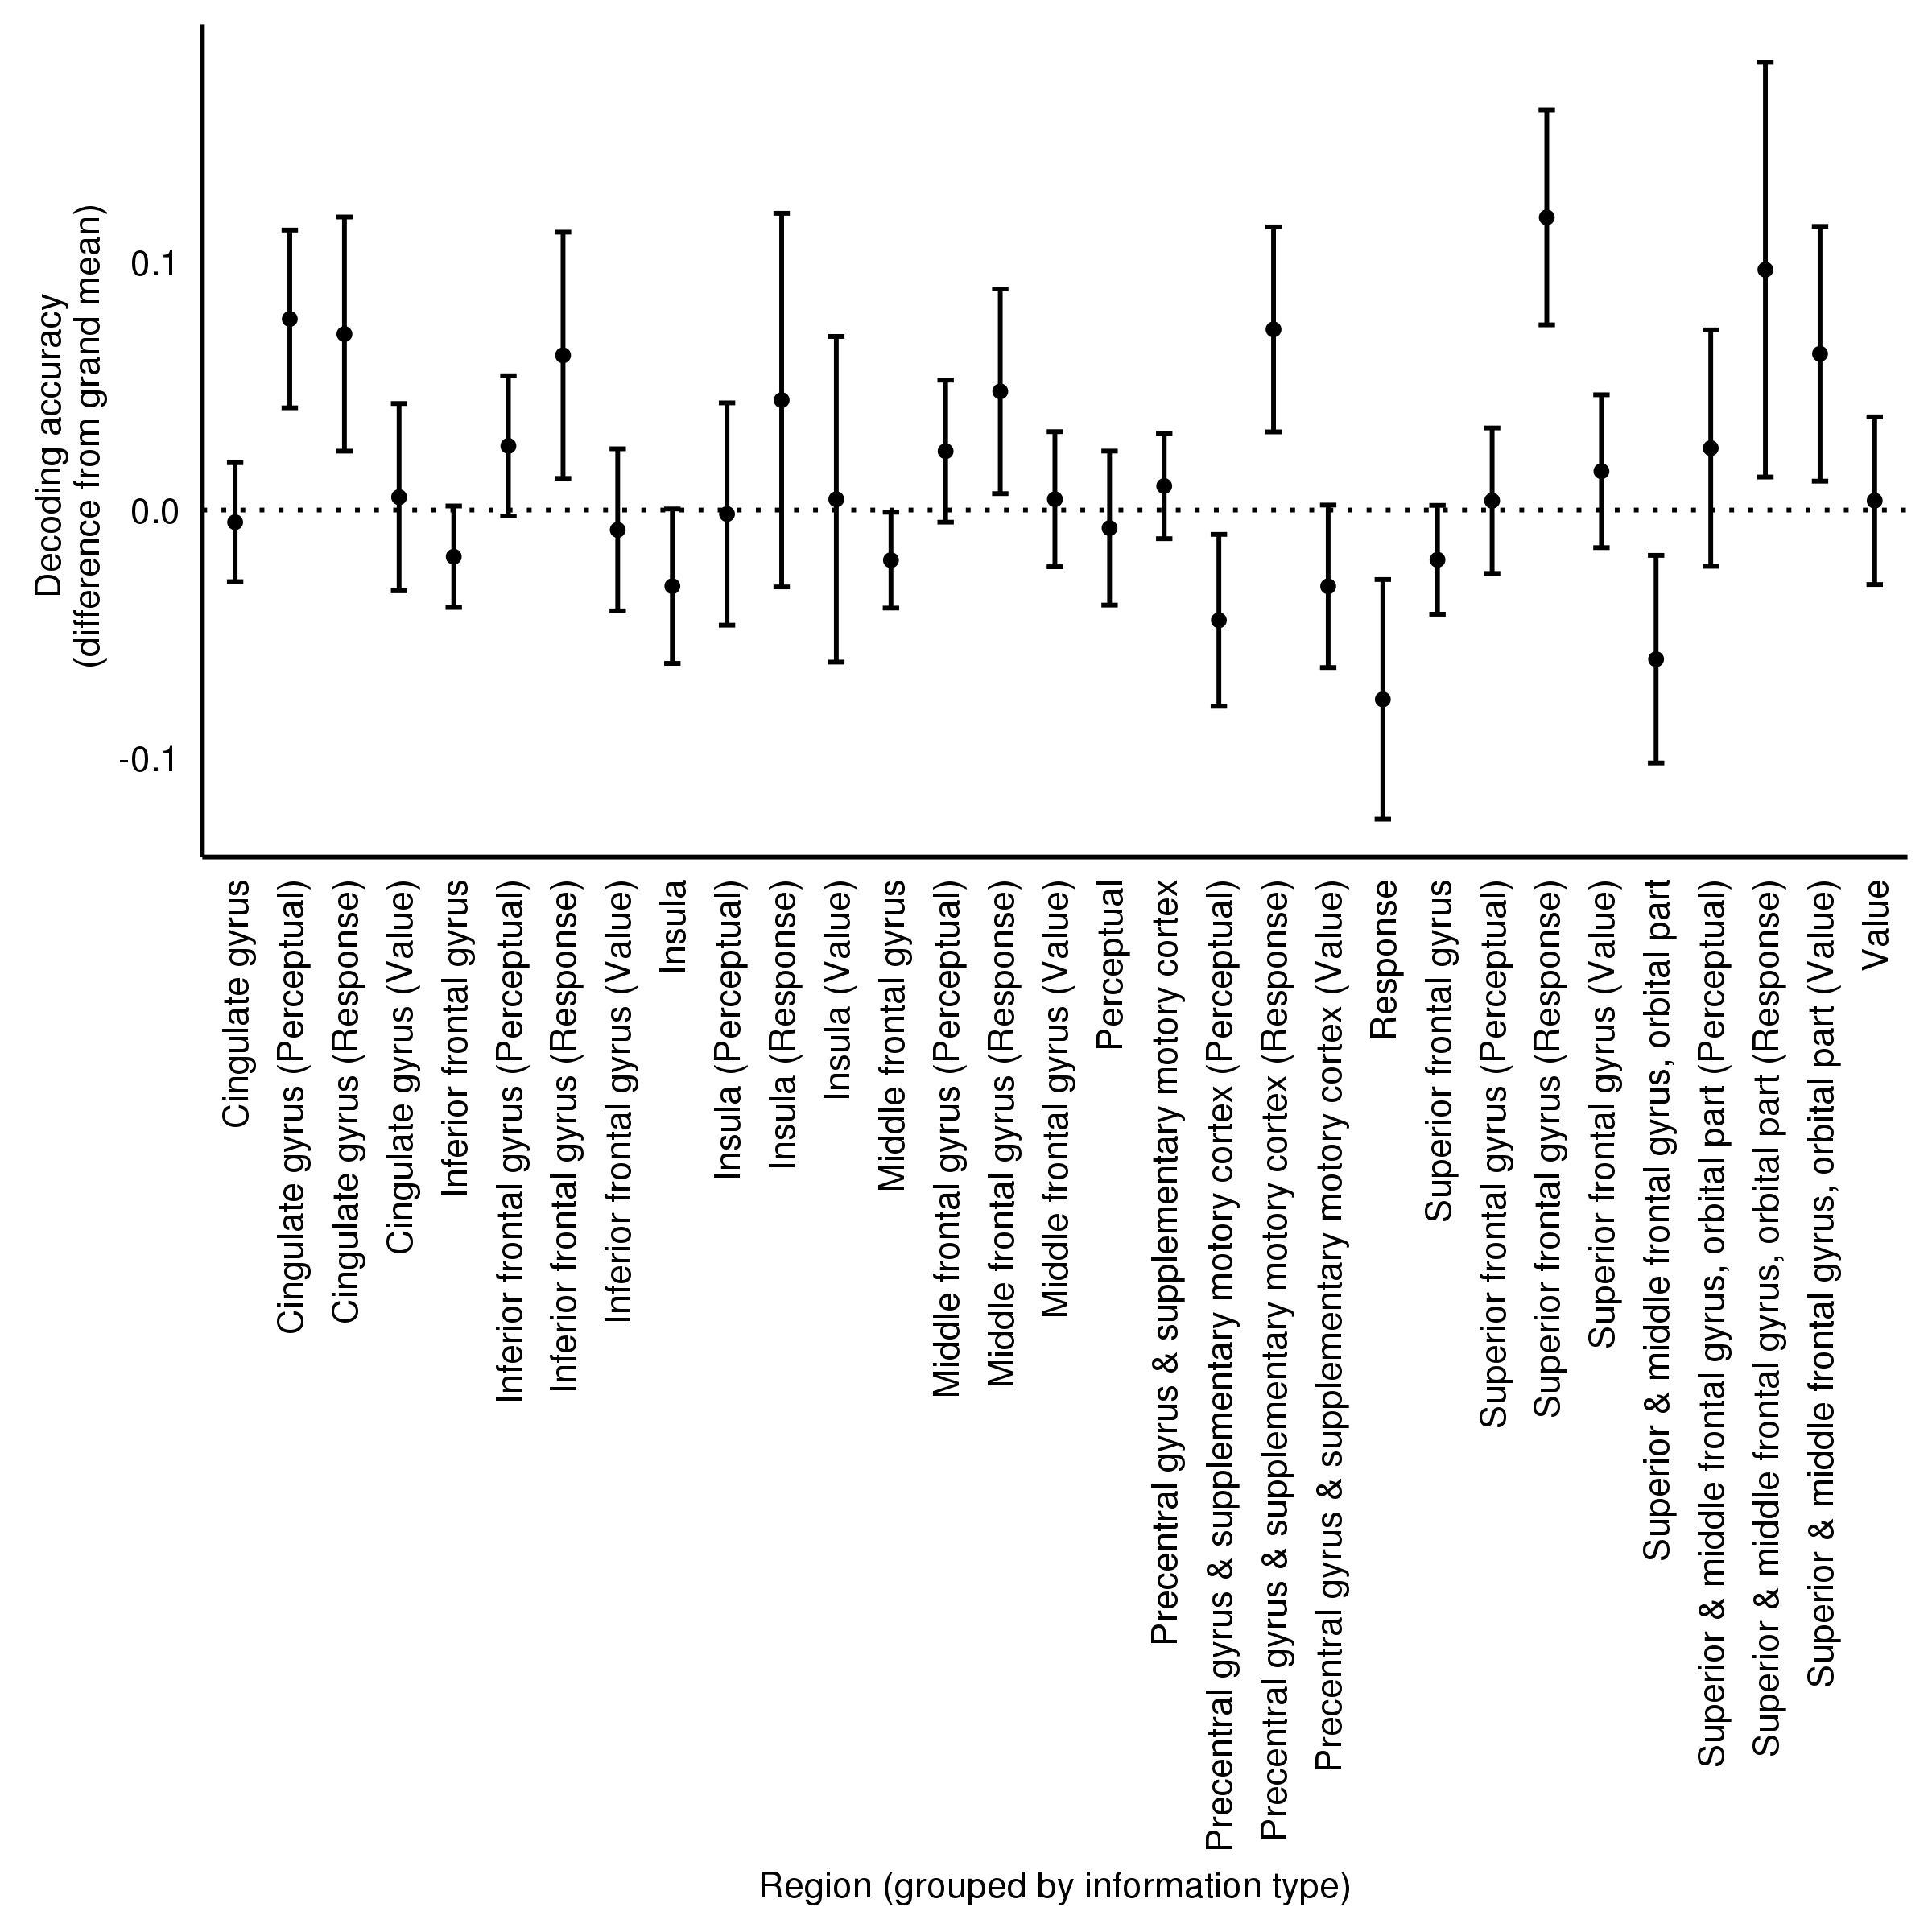 Decoding accuracy
(difference from grand mean)
0.1
0.0
-0.1
Cingulate gyrus
Cingulate gyrus (Perceptual)
Cingulate gyrus (Response)
Cingulate gyrus (Value)
Inferior frontal gyrus
Inferior frontal gyrus (Perceptual)
Inferior frontal gyrus (Response)
Inferior frontal gyrus (Value)
Insula
Insula (Perceptual)
Insula (Response)
Insula (Value)
Middle frontal gyrus
Middle frontal gyrus (Perceptual)
Middle frontal gyrus (Response)
Middle frontal gyrus (Value)
Perceptual
Precentral gyrus & supplementary motory cortex
Precentral gyrus & supplementary motory cortex (Perceptual)
Precentral gyrus & supplementary motory cortex (Response)
Precentral gyrus & supplementary motory cortex (Value)
Response
Superior frontal gyrus
Superior frontal gyrus (Perceptual)
Superior frontal gyrus (Response)
Superior frontal gyrus (Value)
Superior & middle frontal gyrus, orbital part
Superior & middle frontal gyrus, orbital part (Perceptual)
Superior & middle frontal gyrus, orbital part (Response)
Superior & middle frontal gyrus, orbital part (Value)
Value
Region (grouped by information type)